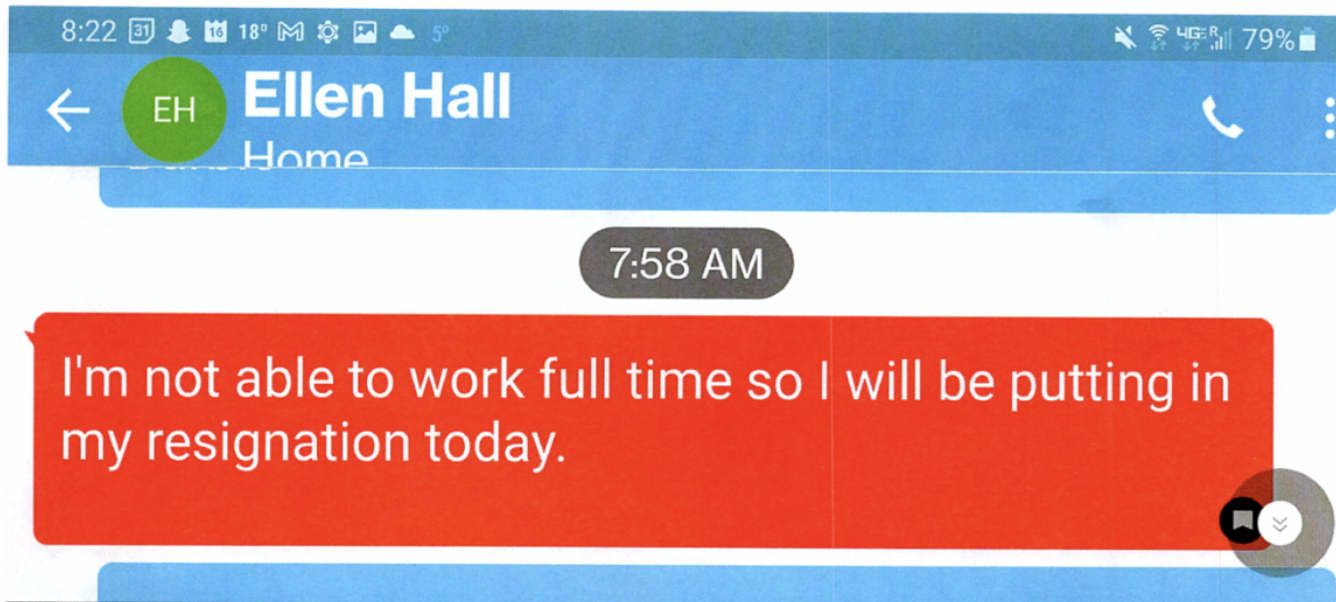 8:22 31 16 18° M 5° 4GE R 79%
EH Ellen Hall
Home
7:58 AM
I'm not able to work full time so I will be putting in
my resignation today.